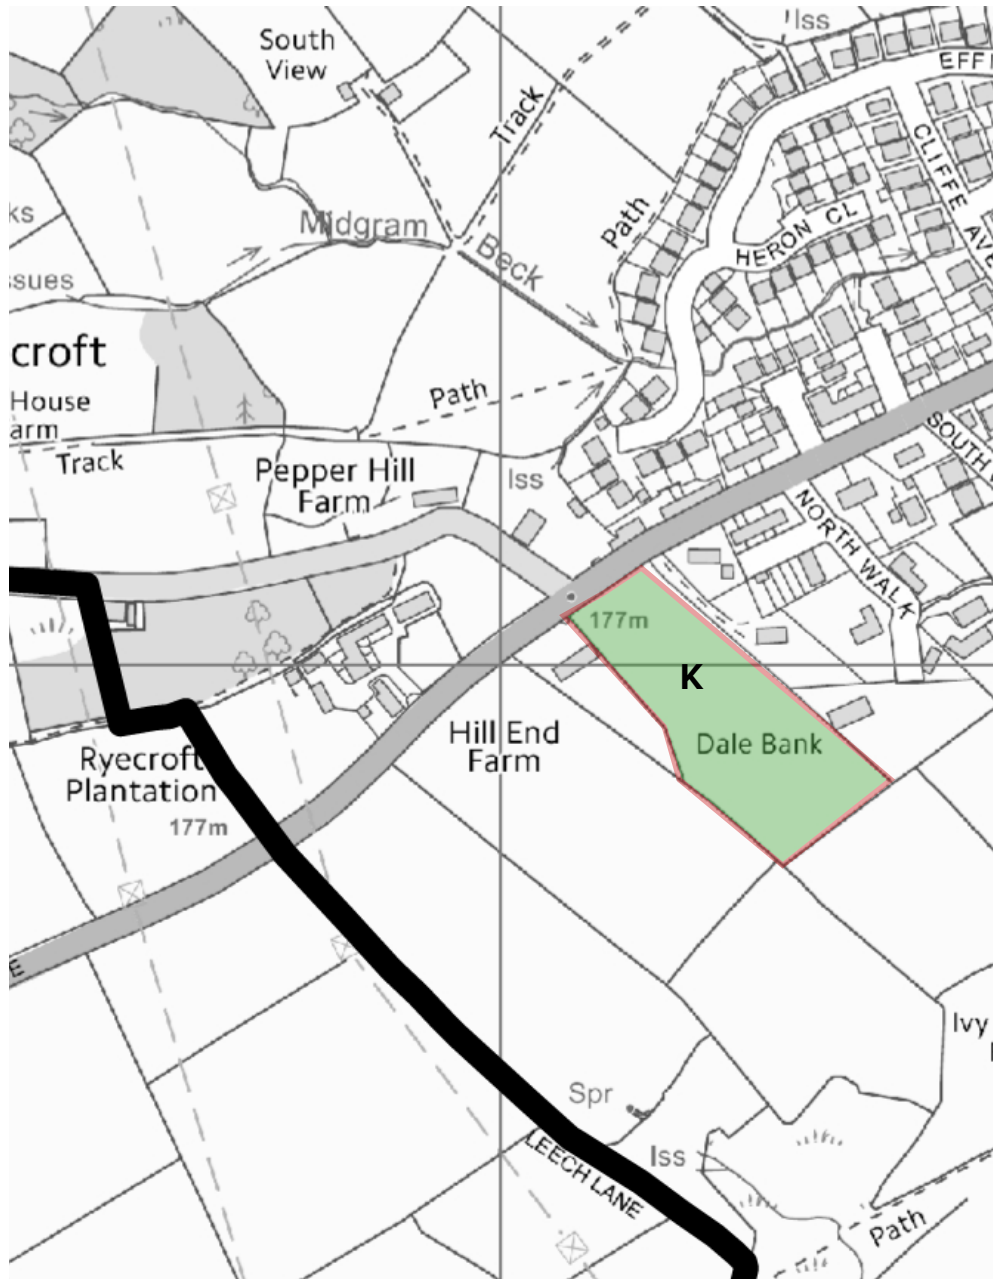 Iss
South
View
EFFI
Track
CLIFFE
AVE
ks
Midgram
Path
HERON CL
Beck
ssues
croft
House
arm
Path
Track
Pepper Hill
Farm
Iss
SOUTH
NORTH WALK
177m
K
Hill End
Farm
Dale Bank
Ryecroft
Plantation
177m
E
Ivy
Spr
LEECH LANE
Iss
Path